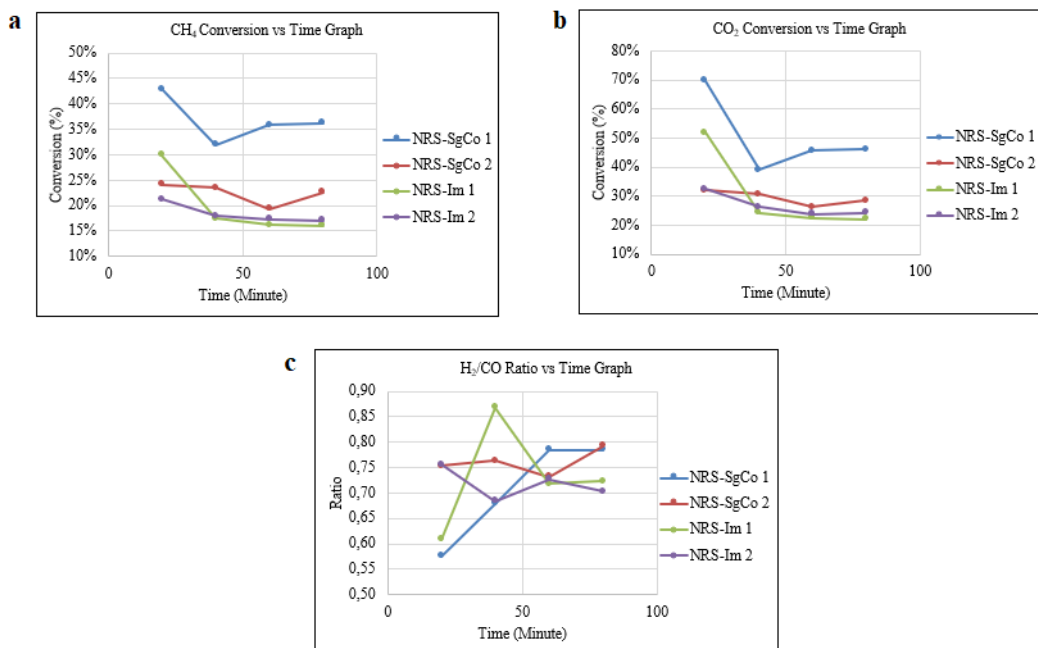 a
CH₄ Conversion vs Time Graph
50%
45%
40%
35%
30%
25%
20%
15%
10%
Conversion (%)
0
50
100
Time (Minute)
NRS-SgCo 1
NRS-SgCo 2
NRS-Im 1
NRS-Im 2
b
CO₂ Conversion vs Time Graph
80%
70%
60%
50%
40%
30%
20%
10%
Conversion (%)
0
50
100
Time (Minute)
NRS-SgCo 1
NRS-SgCo 2
NRS-Im 1
NRS-Im 2
c
H₂/CO Ratio vs Time Graph
0,90
0,85
0,80
0,75
0,70
0,65
0,60
0,55
0,50
Ratio
0
50
100
Time (Minute)
NRS-SgCo 1
NRS-SgCo 2
NRS-Im 1
NRS-Im 2